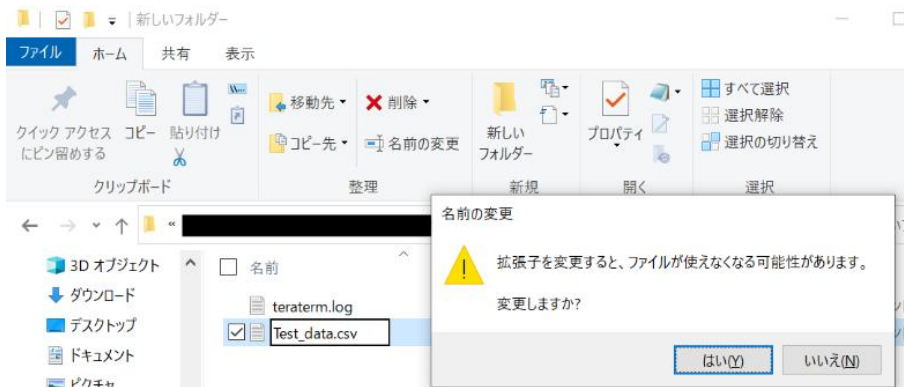 新しいフォルダー
ファイル ホーム 共有 表示
クイック アクセス
にピン留めする
コピー
貼り付け
クリップボード
移動先
コピー先
削除
名前の変更
整理
新しい
フォルダー
新規
プロパティ
開く
すべて選択
選択解除
選択の切り替え
選択
3D オブジェクト
ダウンロード
デスクトップ
ドキュメント
ピクチャ
名前
teraterm.log
Test_data.csv
名前の変更
拡張子を変更すると、ファイルが使えなくなる可能性があります。
変更しますか?
はい(Y) いいえ(N)